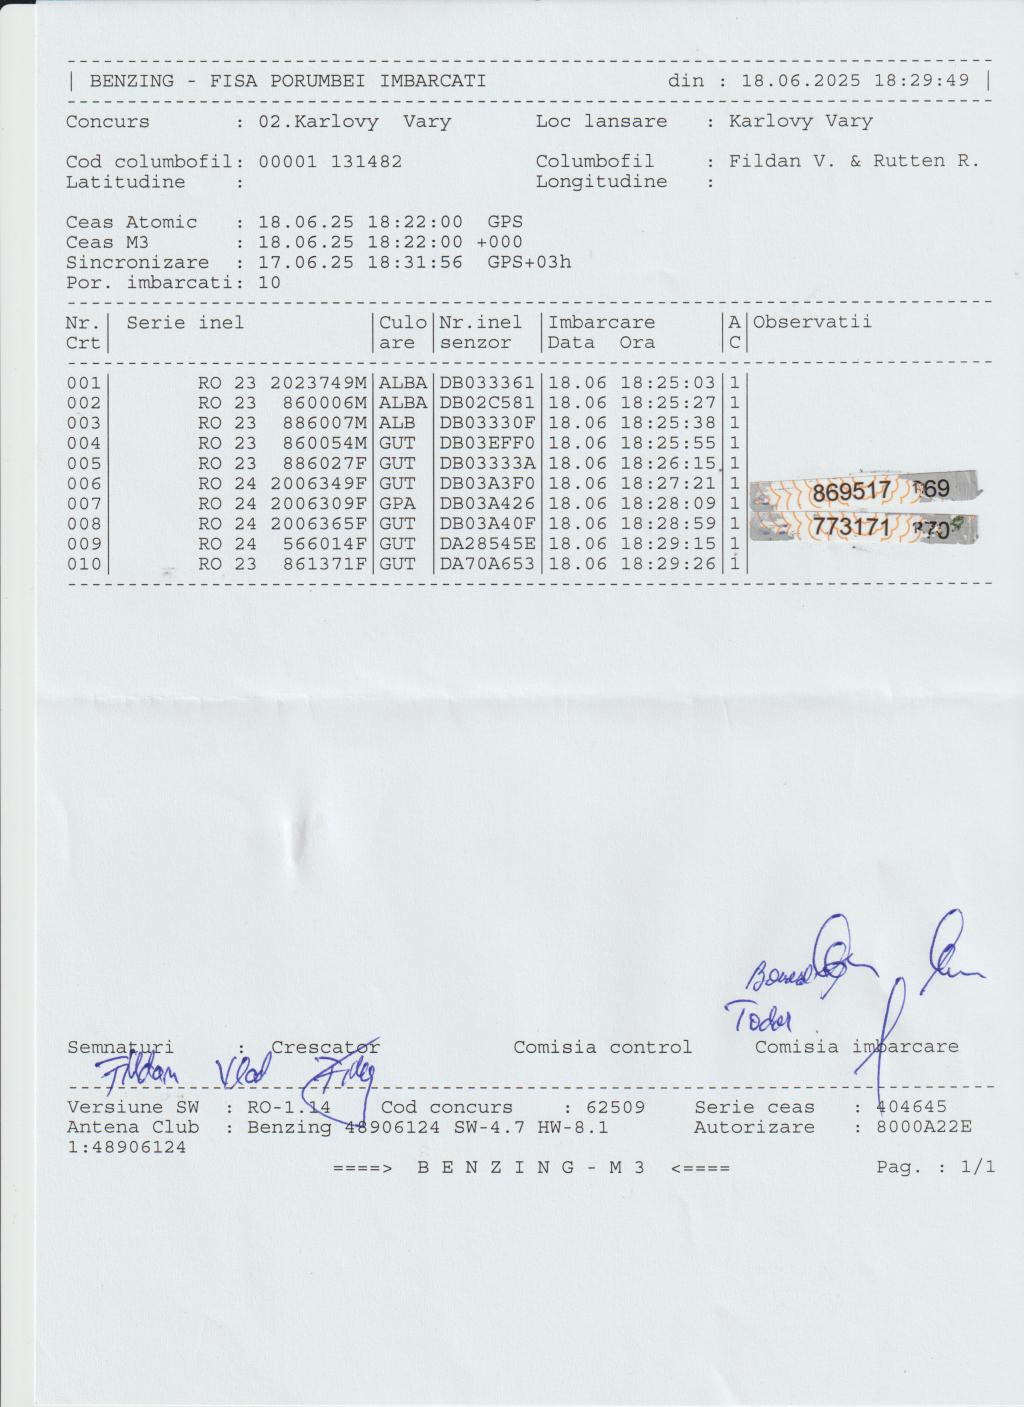 | BENZING - FISA PORUMBEI IMBARCATI din : 18.06.2025 18:29:49 |
Concurs : 02.Karlovy Vary Loc lansare : Karlovy Vary
Cod columbofil: 00001 131482 Columbofil : Fildan V. & Rutten R.
Latitudine : Longitudine :
Ceas Atomic : 18.06.25 18:22:00 GPS
Ceas M3 : 18.06.25 18:22:00 +000
Sincronizare : 17.06.25 18:31:56 GPS+03h
Por. imbarcati: 10
Nr.| Serie inel |Culo|Nr.inel |Imbarcare |A|Observatii
Crt| |are |senzor |Data Ora |C|
001| RO 23 2023749M|ALBA|DB033361|18.06 18:25:03|1|
002| RO 23 860006M|ALBA|DB02C581|18.06 18:25:27|1|
003| RO 23 886007M|ALB |DB03330F|18.06 18:25:38|1|
004| RO 23 860054M|GUT |DB03EFF0|18.06 18:25:55|1|
005| RO 23 886027F|GUT |DB03333A|18.06 18:26:15|1|
006| RO 24 2006349F|GUT |DB03A3F0|18.06 18:27:21|1| 869517 69
007| RO 24 2006309F|GPA |DB03A426|18.06 18:28:09|1|
008| RO 24 2006365F|GUT |DB03A40F|18.06 18:28:59|1| 773171
009| RO 24 566014F|GUT |DA28545E|18.06 18:29:15|1|
010| RO 23 861371F|GUT |DA70A653|18.06 18:29:26|1|
Todor
Semnaturi : Crescator Comisia control Comisia imbarcare
Fildan Vlad
Versiune SW : RO-1.14 Cod concurs : 62509 Serie ceas : 404645
Antena Club : Benzing 48906124 SW-4.7 HW-8.1 Autorizare : 8000A22E
1:48906124
====> B E N Z I N G - M 3 <==== Pag. : 1/1